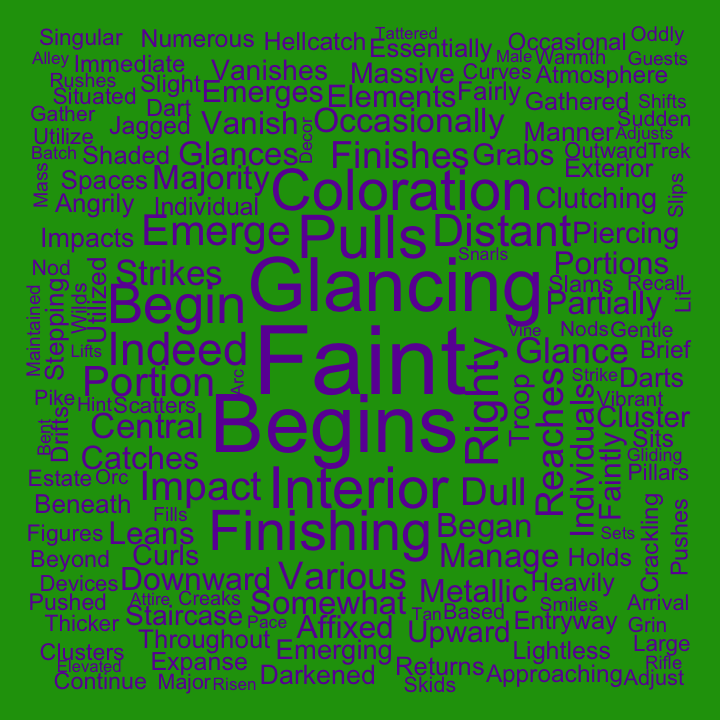 Singular
Numerous
Hellcatch
Tattered
Essentially
Occasional
Oddly
Alley
Immediate
Vanishes
Massive
Curves
Male
Warmth
Guests
Rushes
Slight
Emerges
Elements
Fairly
Atmosphere
Situated
Dart
Gathered
Shifts
Gather
Jagged
Vanish
Occasionally
Manner
Sudden
Utilize
Adjusts
Batch
Shaded
Glances
Decor
Finishes
Grabs
Outward
Trek
Mass
Spaces
Majority
Coloration
Exterior
Slips
Angrily
Individual
Clutching
Impacts
Emerge
Pulls
Distant
Piercing
Nod
Strikes
Glancing
Snarls
Portions
Maintained
Stepping
Wilds
Utilized
Begin
Slams
Recall
Lit
Partially
Lifts
Indeed
Faint
Vine
Nods
Gentle
Righty
Glance
Brief
Pike
Hint
Portion
Arc
Troop
Strike
Darts
Scatters
Begins
Reaches
Individuals
Vibrant
Bent
Drifts
Central
Cluster
Catches
Faintly
Sits
Gliding
Estate
Orc
Impact
Interior
Dull
Pillars
Beneath
Fills
Finishing
Began
Crackling
Pushes
Figures
Leans
Sets
Beyond
Curls
Manage
Holds
Devices
Downward
Various
Metallic
Heavily
Pushed
Attire
Creaks
Somewhat
Smiles
Arrival
Thicker
Staircase
Pace
Affixed
Tan
Based
Entryway
Grin
Throughout
Upward
Clusters
Emerging
Lightless
Large
Elevated
Expanse
Returns
Rifle
Continue
Major
Risen
Darkened
Skids
Approaching
Adjust